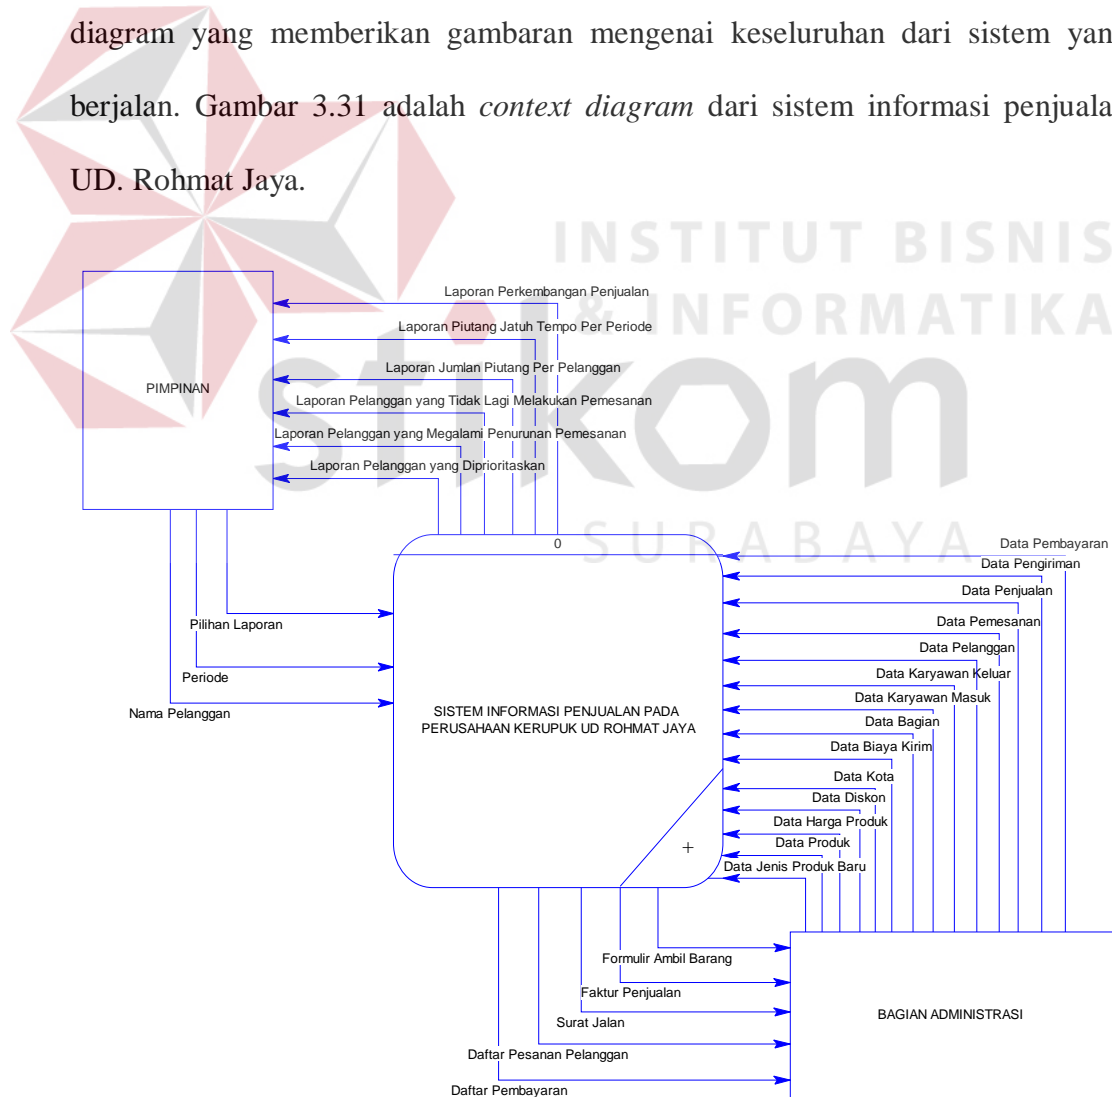 diagram yang memberikan gambaran mengenai keseluruhan dari sistem yan
berjalan. Gambar 3.31 adalah context diagram dari sistem informasi penjuala
UD. Rohmat Jaya.
INSTITUT BISNIS
& INFORMATIKA
stikom
SURABAYA
Laporan Perkembangan Penjualan
Laporan Piutang Jatuh Tempo Per Periode
Laporan Jumlan Piutang Per Pelanggan
PIMPINAN
Laporan Pelanggan yang Tidak Lagi Melakukan Pemesanan
Laporan Pelanggan yang Megalami Penurunan Pemesanan
Laporan Pelanggan yang Diprioritaskan
0
Pilihan Laporan
Periode
Nama Pelanggan
SISTEM INFORMASI PENJUALAN PADA
PERUSAHAAN KERUPUK UD ROHMAT JAYA
+
Data Pembayaran
Data Pengiriman
Data Penjualan
Data Pemesanan
Data Pelanggan
Data Karyawan Keluar
Data Karyawan Masuk
Data Bagian
Data Biaya Kirim
Data Kota
Data Diskon
Data Harga Produk
Data Produk
Data Jenis Produk Baru
Formulir Ambil Barang
Faktur Penjualan
Surat Jalan
Daftar Pesanan Pelanggan
Daftar Pembayaran
BAGIAN ADMINISTRASI